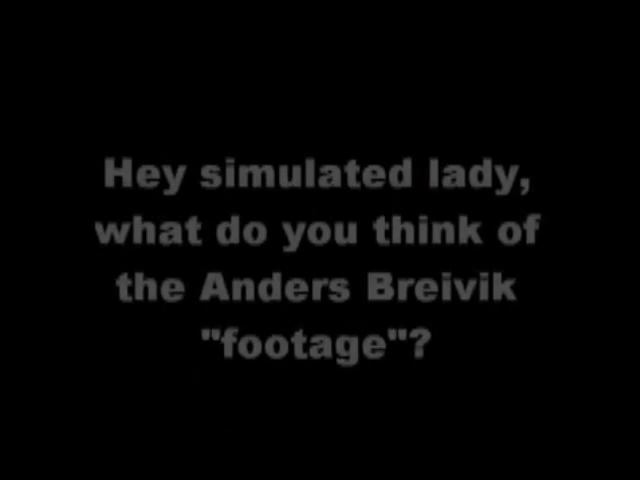 Hey simulated lady,
what do you think of
the Anders Breivik
"footage"?